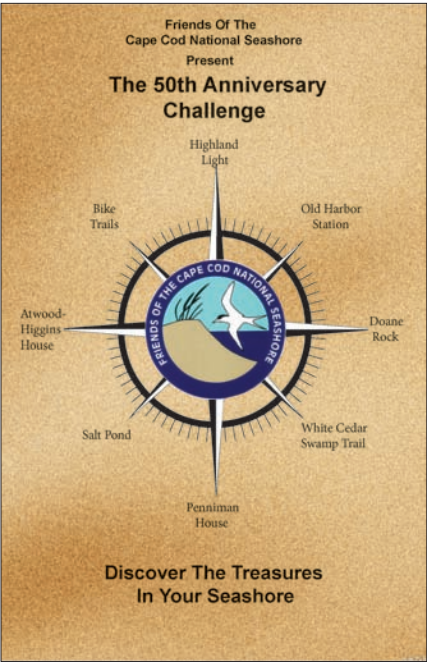 Friends Of The
Cape Cod National Seashore
Present
The 50th Anniversary
Challenge
Highland
Light
Bike
Trails
Old Harbor
Station
FRIENDS OF THE CAPE COD NATIONAL SEASHORE
Atwood-
Higgins
House
Doane
Rock
Salt Pond
White Cedar
Swamp Trail
Penniman
House
Discover The Treasures
In Your Seashore